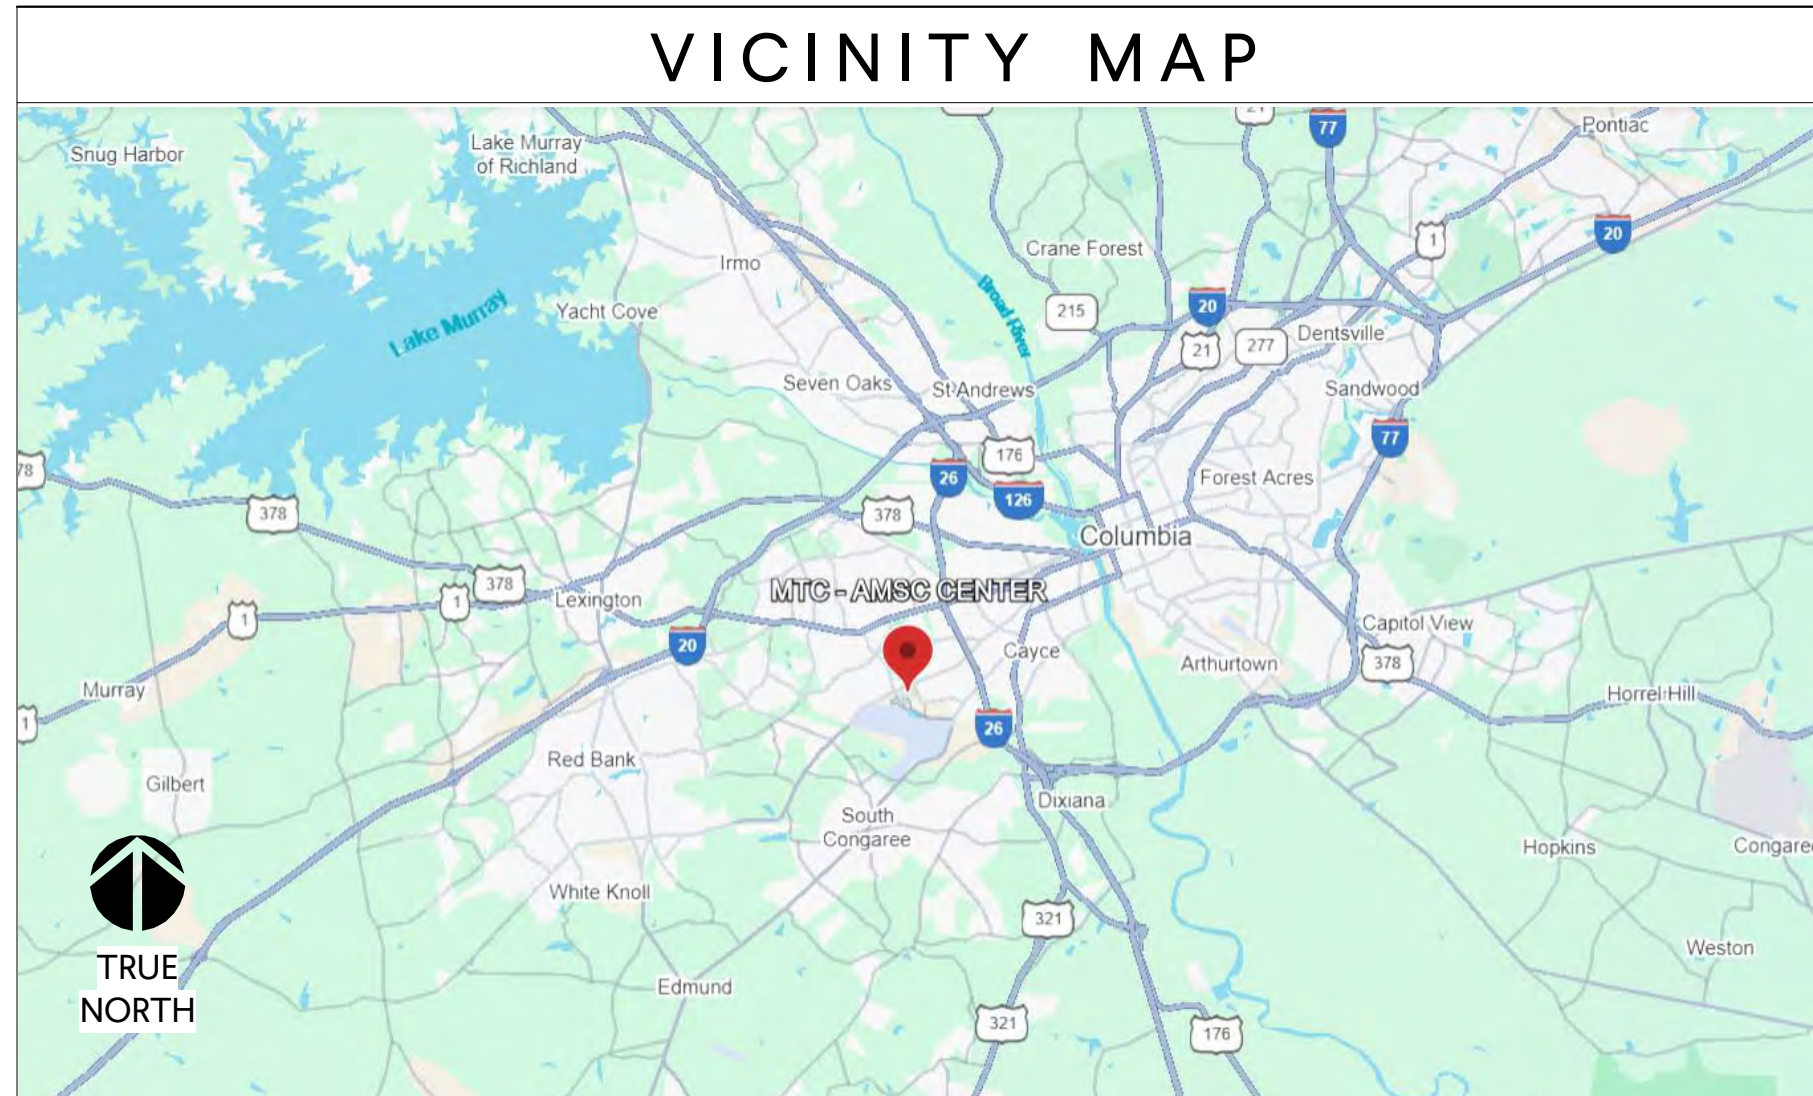 VICINITY MAP
77
Pontiac
Snug Harbor
Lake Murray
of Richland
20
1
Crane Forest
Irmo
Broad River
Lake Murray
Yacht Cove
215
20
21
277
Dentsville
Seven Oaks
St Andrews
Sandwood
77
176
26
126
Forest Acres
78
378
378
Columbia
378
MTC - AMSC CENTER
1
Lexington
1
Capitol View
20
Cayce
Arthurtown
378
Murray
Horrel Hill
1
26
Red Bank
Gilbert
Dixiana
South
Congaree
Hopkins
Congare
White Knoll
321
TRUE
NORTH
Weston
Edmund
321
176